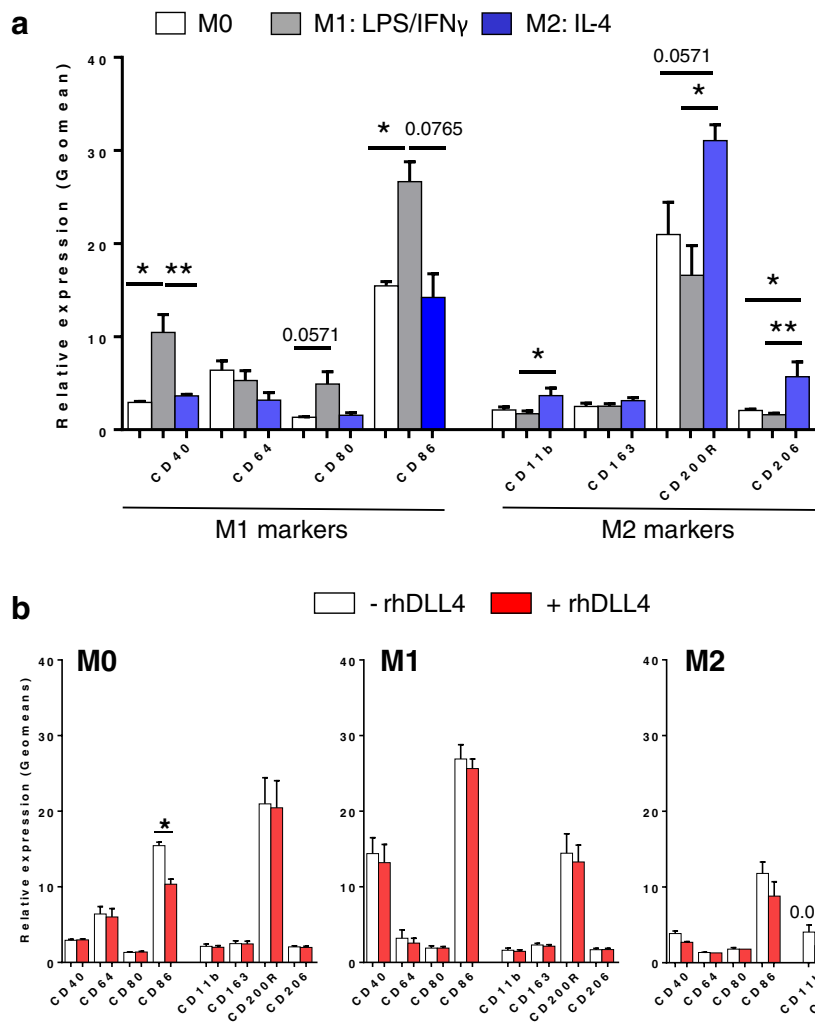 a
M0 M1: LPS/IFNγ M2: IL-4
Relative expression (Geomean)
40
30
20
10
0
* ** 0.0571 * 0.0765 * 0.0571 * * **
CD40 CD64 CD80 CD86 CD11b CD163 CD200R CD206
M1 markers M2 markers
b
- rhDLL4 + rhDLL4
Relative expression (Geomeans)
M0
40
30
20
10
0
*
CD40 CD64 CD80 CD86 CD11b CD163 CD200R CD206
M1
40
30
20
10
0
CD40 CD64 CD80 CD86 CD11b CD163 CD200R CD206
M2
40
30
20
10
0
0.0
CD40 CD64 CD80 CD86